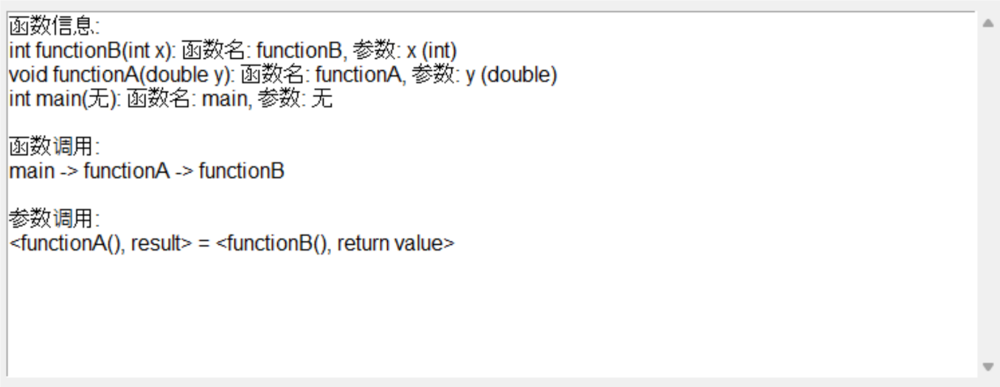 函数信息:
int functionB(int x): 函数名: functionB, 参数: x (int)
void functionA(double y): 函数名: functionA, 参数: y (double)
int main(无): 函数名: main, 参数: 无
函数调用:
main -> functionA -> functionB
参数调用:
<functionA(), result> = <functionB(), return value>